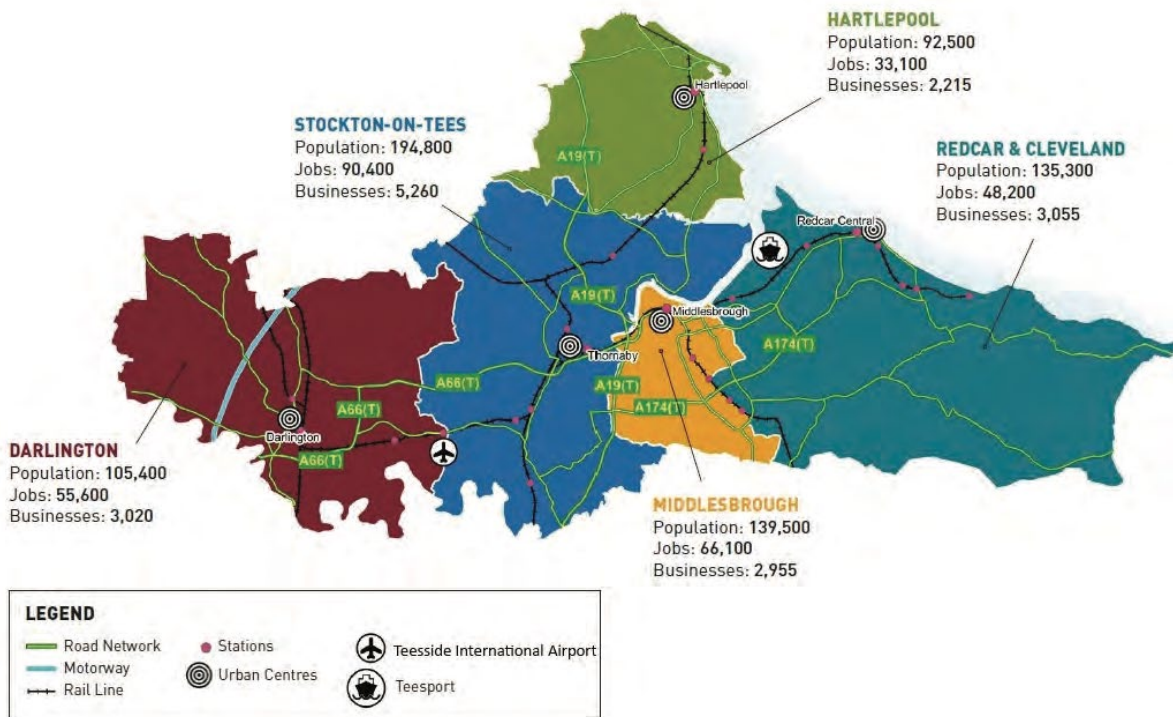 HARTLEPOOL
Population: 92,500
Jobs: 33,100
Businesses: 2,215
Hartlepool
STOCKTON-ON-TEES
Population: 194,800
Jobs: 90,400
Businesses: 5,260
A19(T)
REDCAR & CLEVELAND
Population: 135,300
Jobs: 48,200
Businesses: 3,055
Redcar Central
A19(T)
Middlesbrough
Thornaby
A174(T)
A66(T)
A19(T)
A174(T)
A66(T)
Darlington
A66(T)
DARLINGTON
Population: 105,400
Jobs: 55,600
Businesses: 3,020
MIDDLESBROUGH
Population: 139,500
Jobs: 66,100
Businesses: 2,955
LEGEND
Road Network
Motorway
Rail Line
Stations
Urban Centres
Teesside International Airport
Teesport